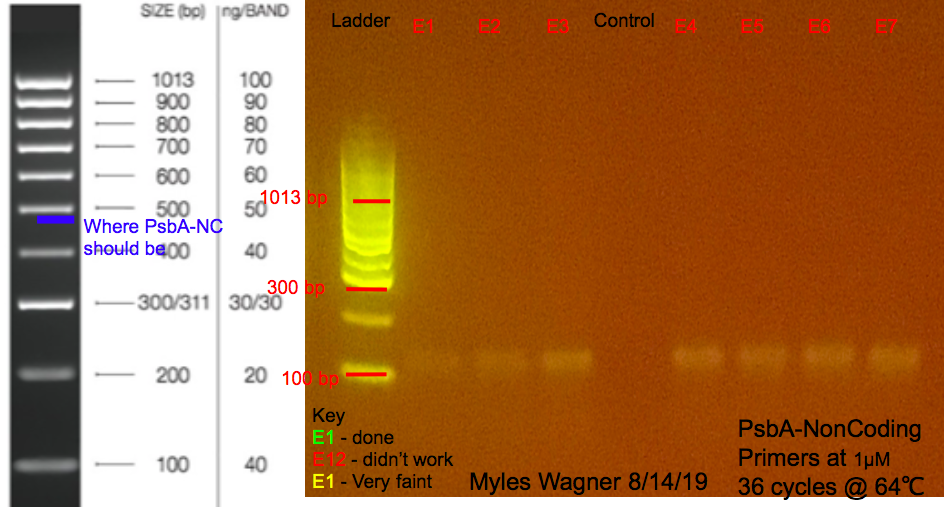 SIZE (bp) ng/BAND
1013 100
900 90
800 80
700 70
600 60
500 50
400 40
300/311 30/30
200 20
100 40
Where PsbA-NC
should be
Ladder E1 E2 E3 Control E4 E5 E6 E7
1013 bp
300 bp
100 bp
Key
E1 - done
E12 - didn't work
E1 - Very faint
Myles Wagner 8/14/19
PsbA-NonCoding
Primers at 1µM
36 cycles @ 64℃